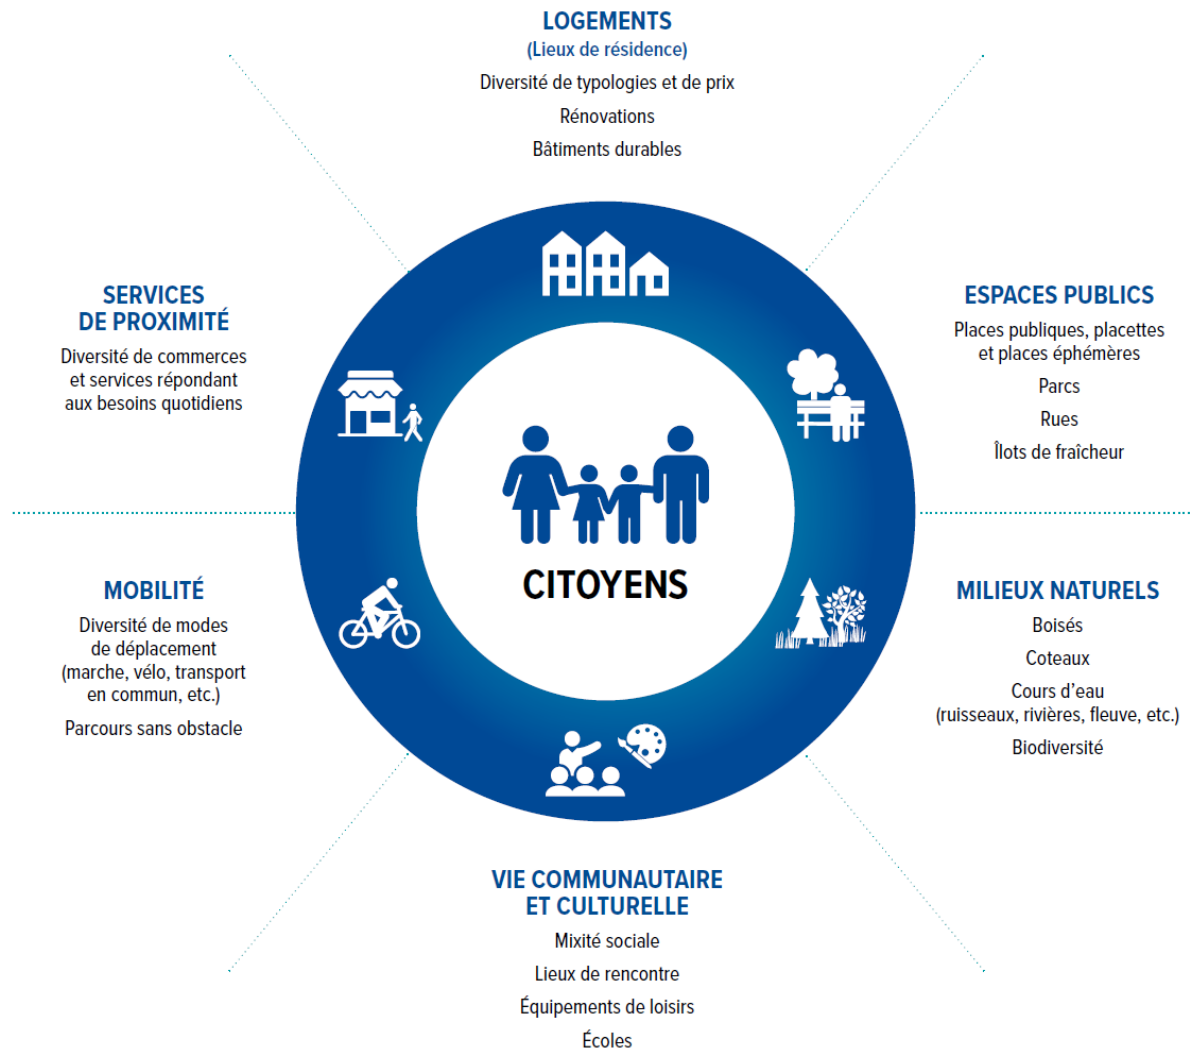 LOGEMENTS
(Lieux de résidence)
Diversité de typologies et de prix
Rénovations
Bâtiments durables
SERVICES
DE PROXIMITÉ
Diversité de commerces
et services répondant
aux besoins quotidiens
ESPACES PUBLICS
Places publiques, placettes
et places éphémères
Parcs
Rues
Îlots de fraîcheur
CITOYENS
MOBILITÉ
Diversité de modes
de déplacement
(marche, vélo, transport
en commun, etc.)
Parcours sans obstacle
MILIEUX NATURELS
Boisés
Coteaux
Cours d'eau
(ruisseaux, rivières, fleuve, etc.)
Biodiversité
VIE COMMUNAUTAIRE
ET CULTURELLE
Mixité sociale
Lieux de rencontre
Équipements de loisirs
Écoles